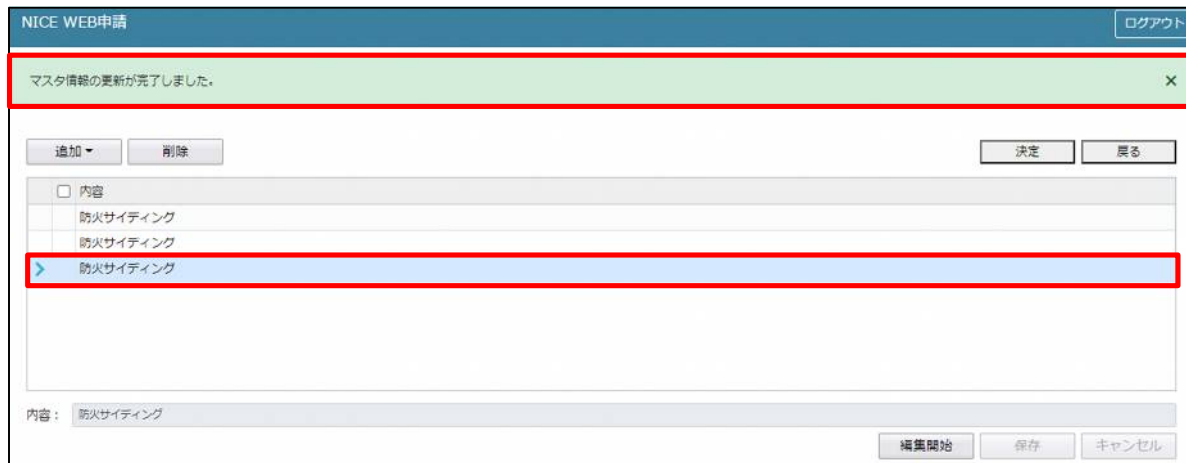 NICE WEB申請 ログアウト
マスタ情報の更新が完了しました。 ×
追加 削除 決定 戻る
内容
防火サイディング
防火サイディング
防火サイディング
内容： 防火サイディング
編集開始 保存 キャンセル